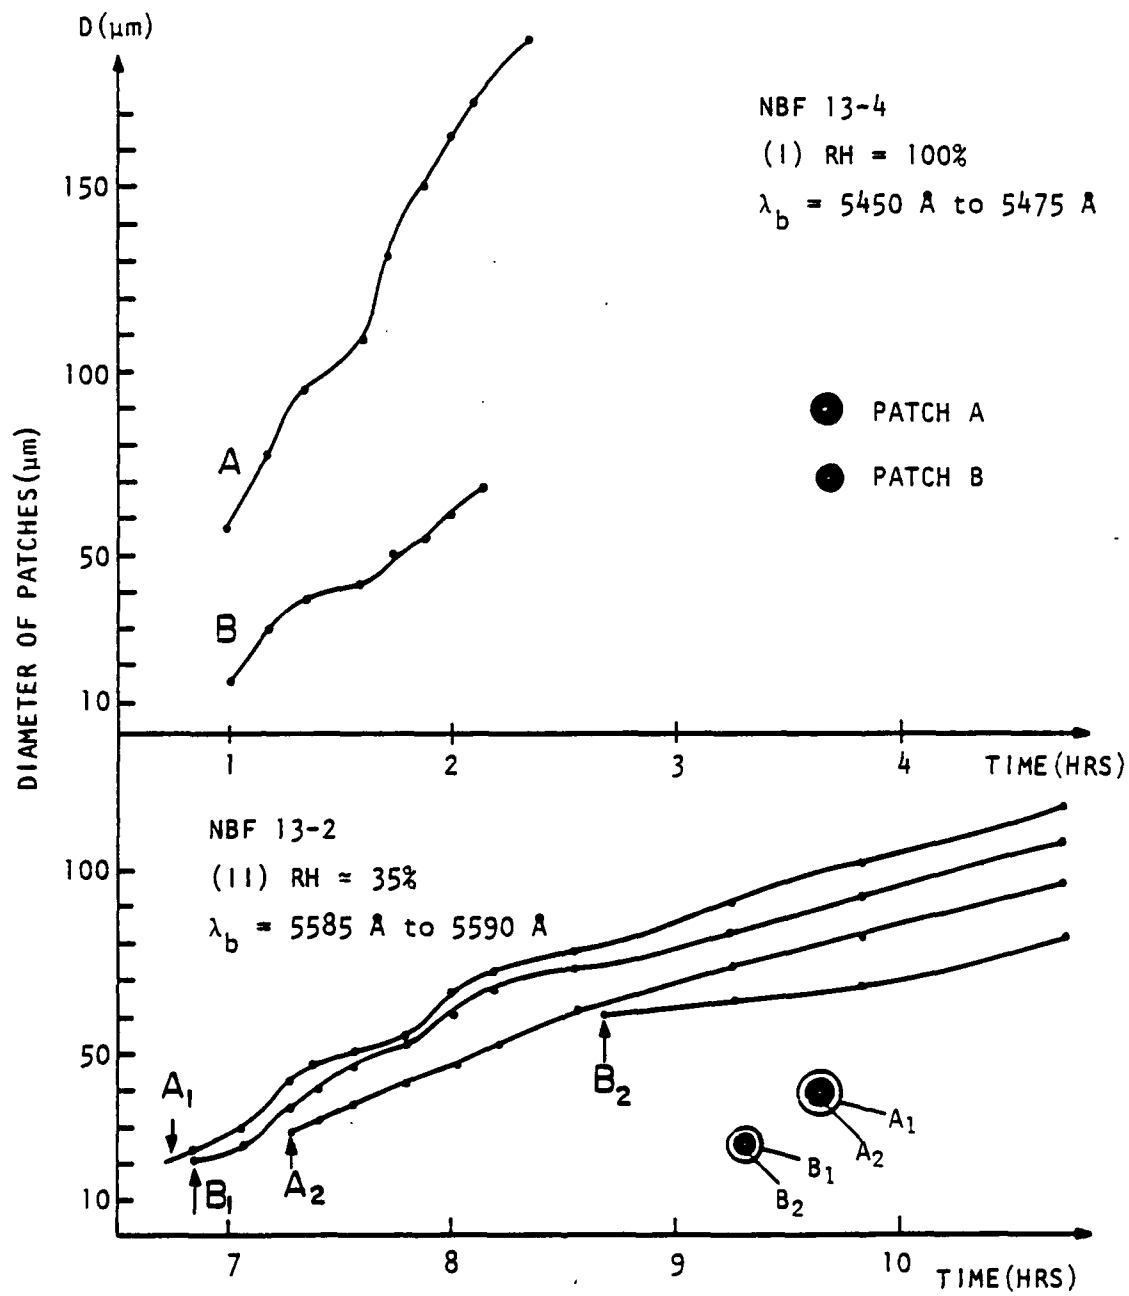 D(μm)
NBF 13-4
(I) RH = 100%
λb = 5450 Å to 5475 Å
150
100
50
10
A
B
PATCH A
PATCH B
DIAMETER OF PATCHES(μm)
1
2
3
4
TIME(HRS)
NBF 13-2
(II) RH ≈ 35%
λb = 5585 Å to 5590 Å
100
50
10
A1
B1
A2
B2
A1
A2
B1
B2
7
8
9
10
TIME(HRS)